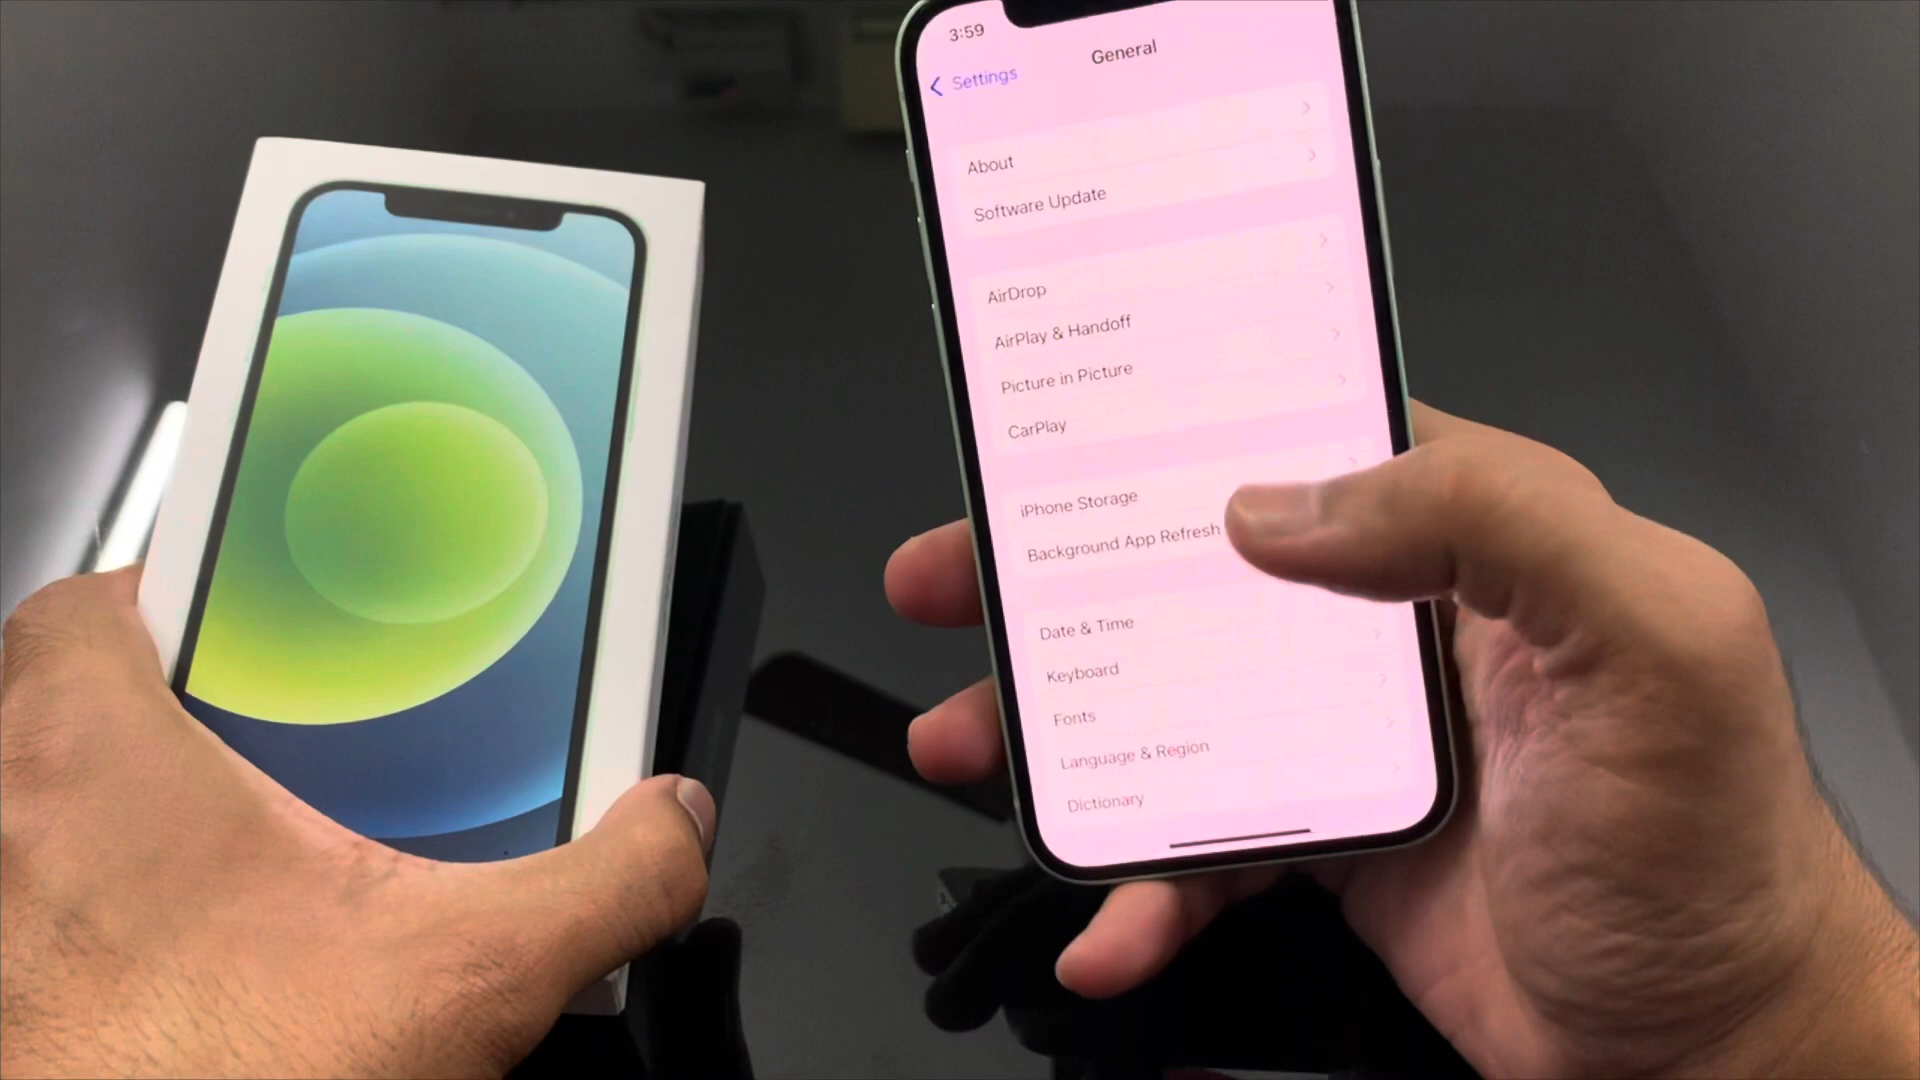 3:59
Settings
General
About
Software Update
AirDrop
AirPlay & Handoff
Picture in Picture
CarPlay
iPhone Storage
Background App Refresh
Date & Time
Keyboard
Fonts
Language & Region
Dictionary